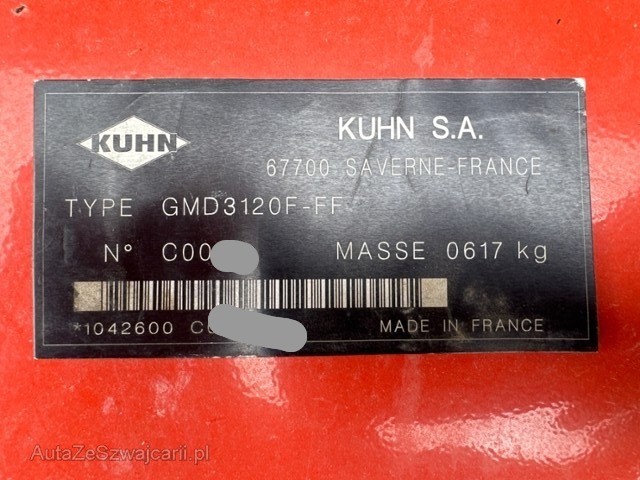 KUHN
KUHN S.A.
67700 SAVERNE-FRANCE
TYPE GMD3120F-FF
N° C00
MASSE 0617 kg
*1042600 C0
MADE IN FRANCE
AutaZeSzwajcarii.pl